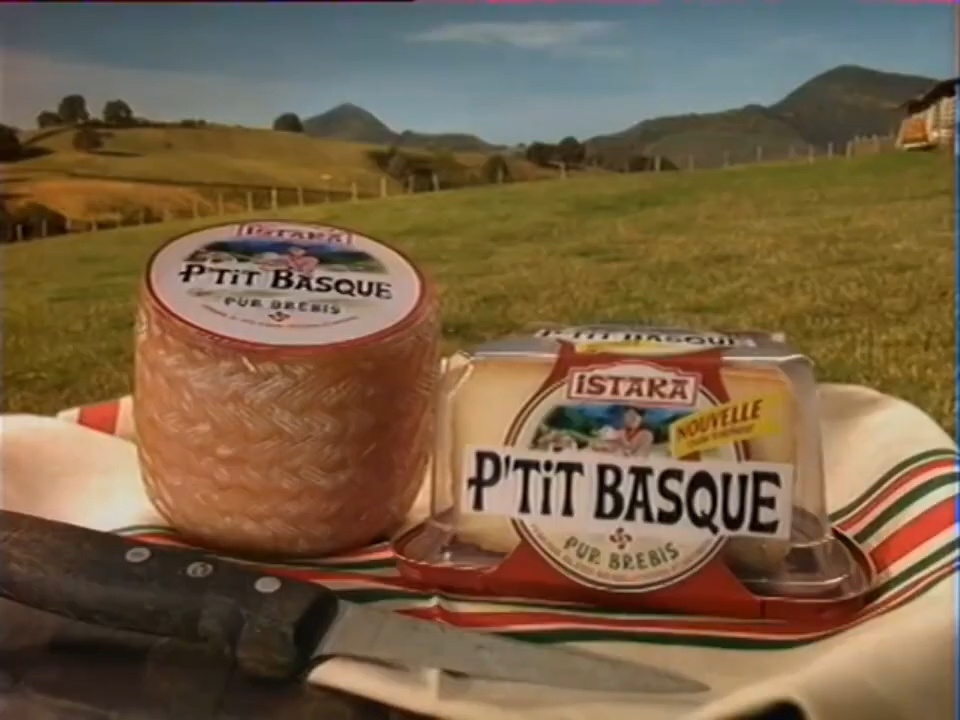 ISTARA
P'TiT BASQUE
PUR BREBIS
P'TiT BASQUE
iSTARA
NOUVELLE
P'TiT BASQUE
PUR BREBIS